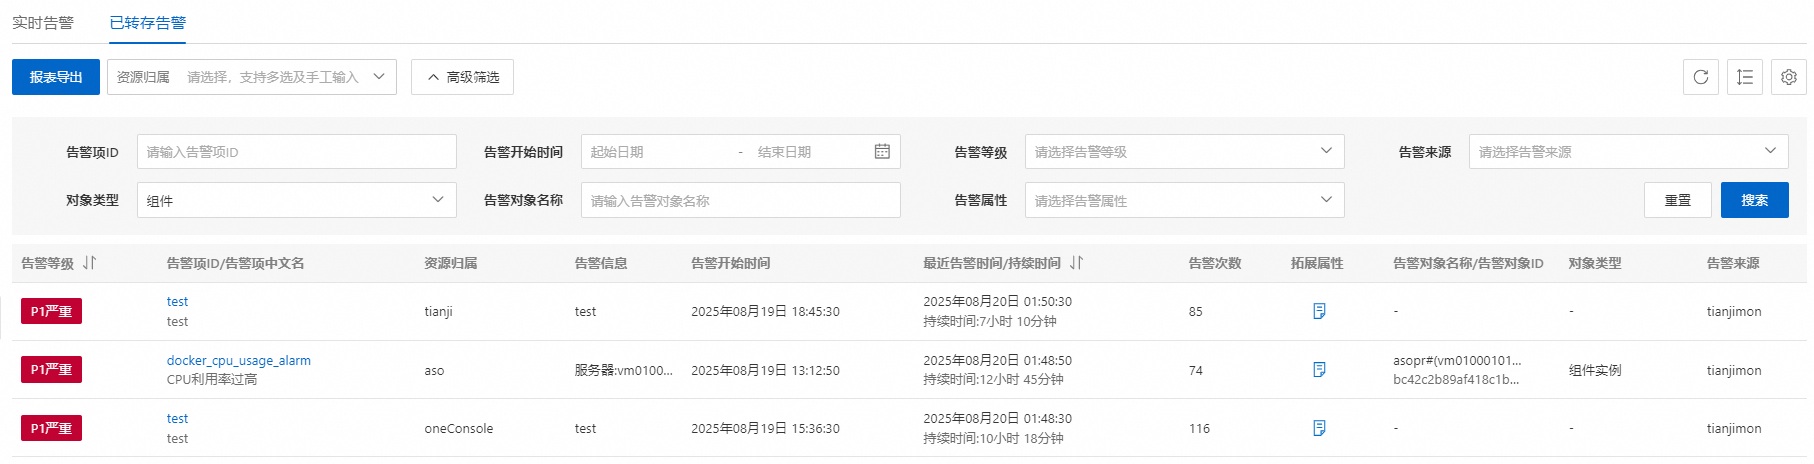 实时告警 已转存告警
报表导出 资源归属 请选择，支持多选及手工输入 高级筛选
告警项ID 请输入告警项ID 告警开始时间 起始日期 - 结束日期 告警等级 请选择告警等级 告警来源 请选择告警来源
对象类型 组件 告警对象名称 请输入告警对象名称 告警属性 请选择告警属性 重置 搜索
告警等级 告警项ID/告警项中文名 资源归属 告警信息 告警开始时间 最近告警时间/持续时间 告警次数 拓展属性 告警对象名称/告警对象ID 对象类型 告警来源
P1严重 test tianji test 2025年08月19日 18:45:30 2025年08月20日 01:50:30 85 - - tianjimon
test 持续时间:7小时 10分钟
P1严重 docker_cpu_usage_alarm aso 服务器:vm0100... 2025年08月19日 13:12:50 2025年08月20日 01:48:50 74 asopr#(vm01000101... 组件实例 tianjimon
CPU利用率过高 持续时间:12小时 45分钟 bc42c2b89af418c1b...
P1严重 test oneConsole test 2025年08月19日 15:36:30 2025年08月20日 01:48:30 116 - - tianjimon
test 持续时间:10小时 18分钟